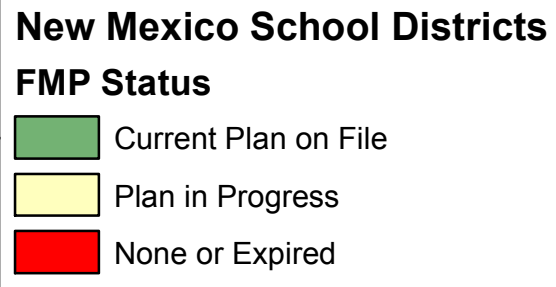 New Mexico School Districts
FMP Status
Current Plan on File
Plan in Progress
None or Expired